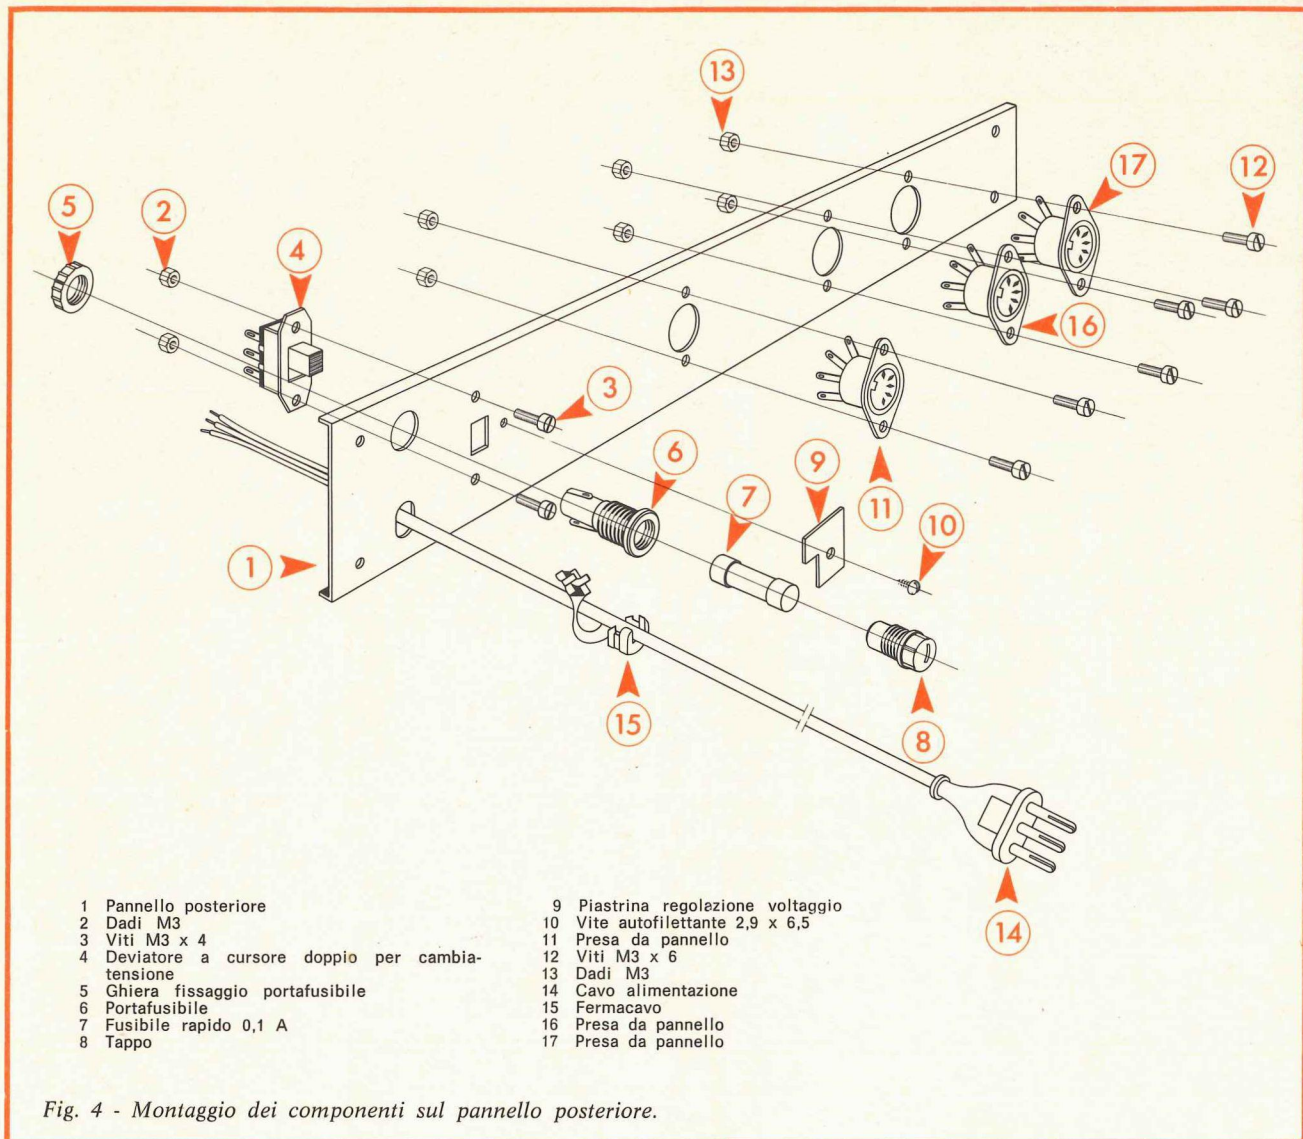 13
17
12
5
2
4
16
3
6
9
11
7
10
1
15
8
14
1 Pannello posteriore
2 Dadi M3
3 Viti M3 x 4
4 Deviatore a cursore doppio per cambia-
tensione
5 Ghiera fissaggio portafusibile
6 Portafusibile
7 Fusibile rapido 0,1 A
8 Tappo
9 Piastrina regolazione voltaggio
10 Vite autofilettante 2,9 x 6,5
11 Presa da pannello
12 Viti M3 x 6
13 Dadi M3
14 Cavo alimentazione
15 Fermacavo
16 Presa da pannello
17 Presa da pannello
Fig. 4 - Montaggio dei componenti sul pannello posteriore.